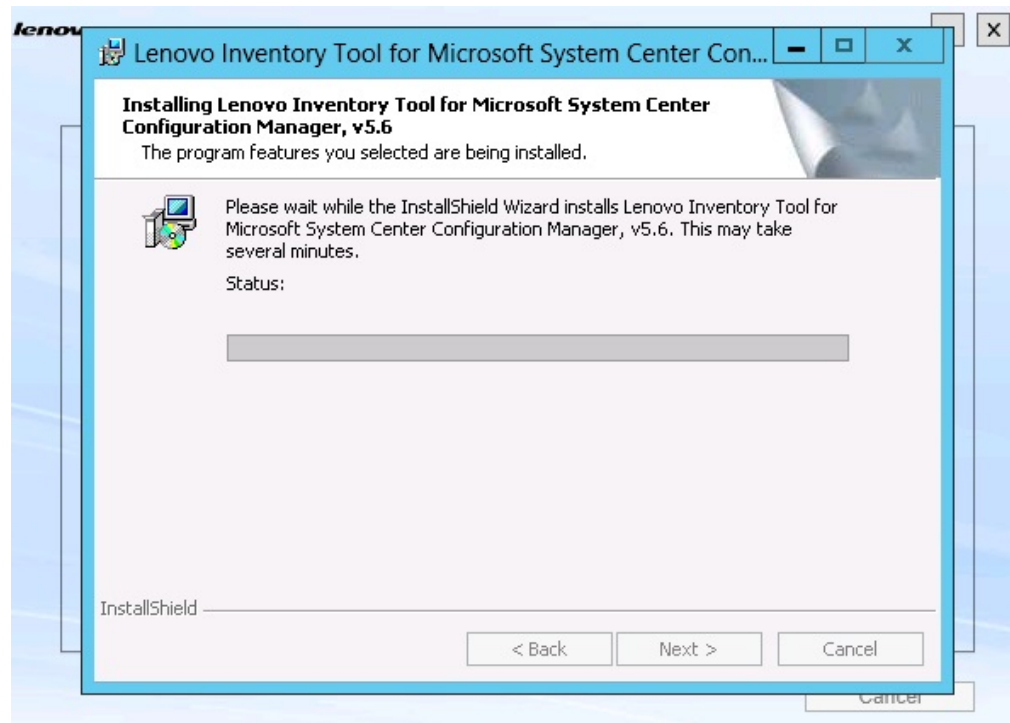 lenov
Lenovo Inventory Tool for Microsoft System Center Con...
Installing Lenovo Inventory Tool for Microsoft System Center
Configuration Manager, v5.6
The program features you selected are being installed.
Please wait while the InstallShield Wizard installs Lenovo Inventory Tool for
Microsoft System Center Configuration Manager, v5.6. This may take
several minutes.
Status:
InstallShield
< Back
Next >
Cancel
Cancel